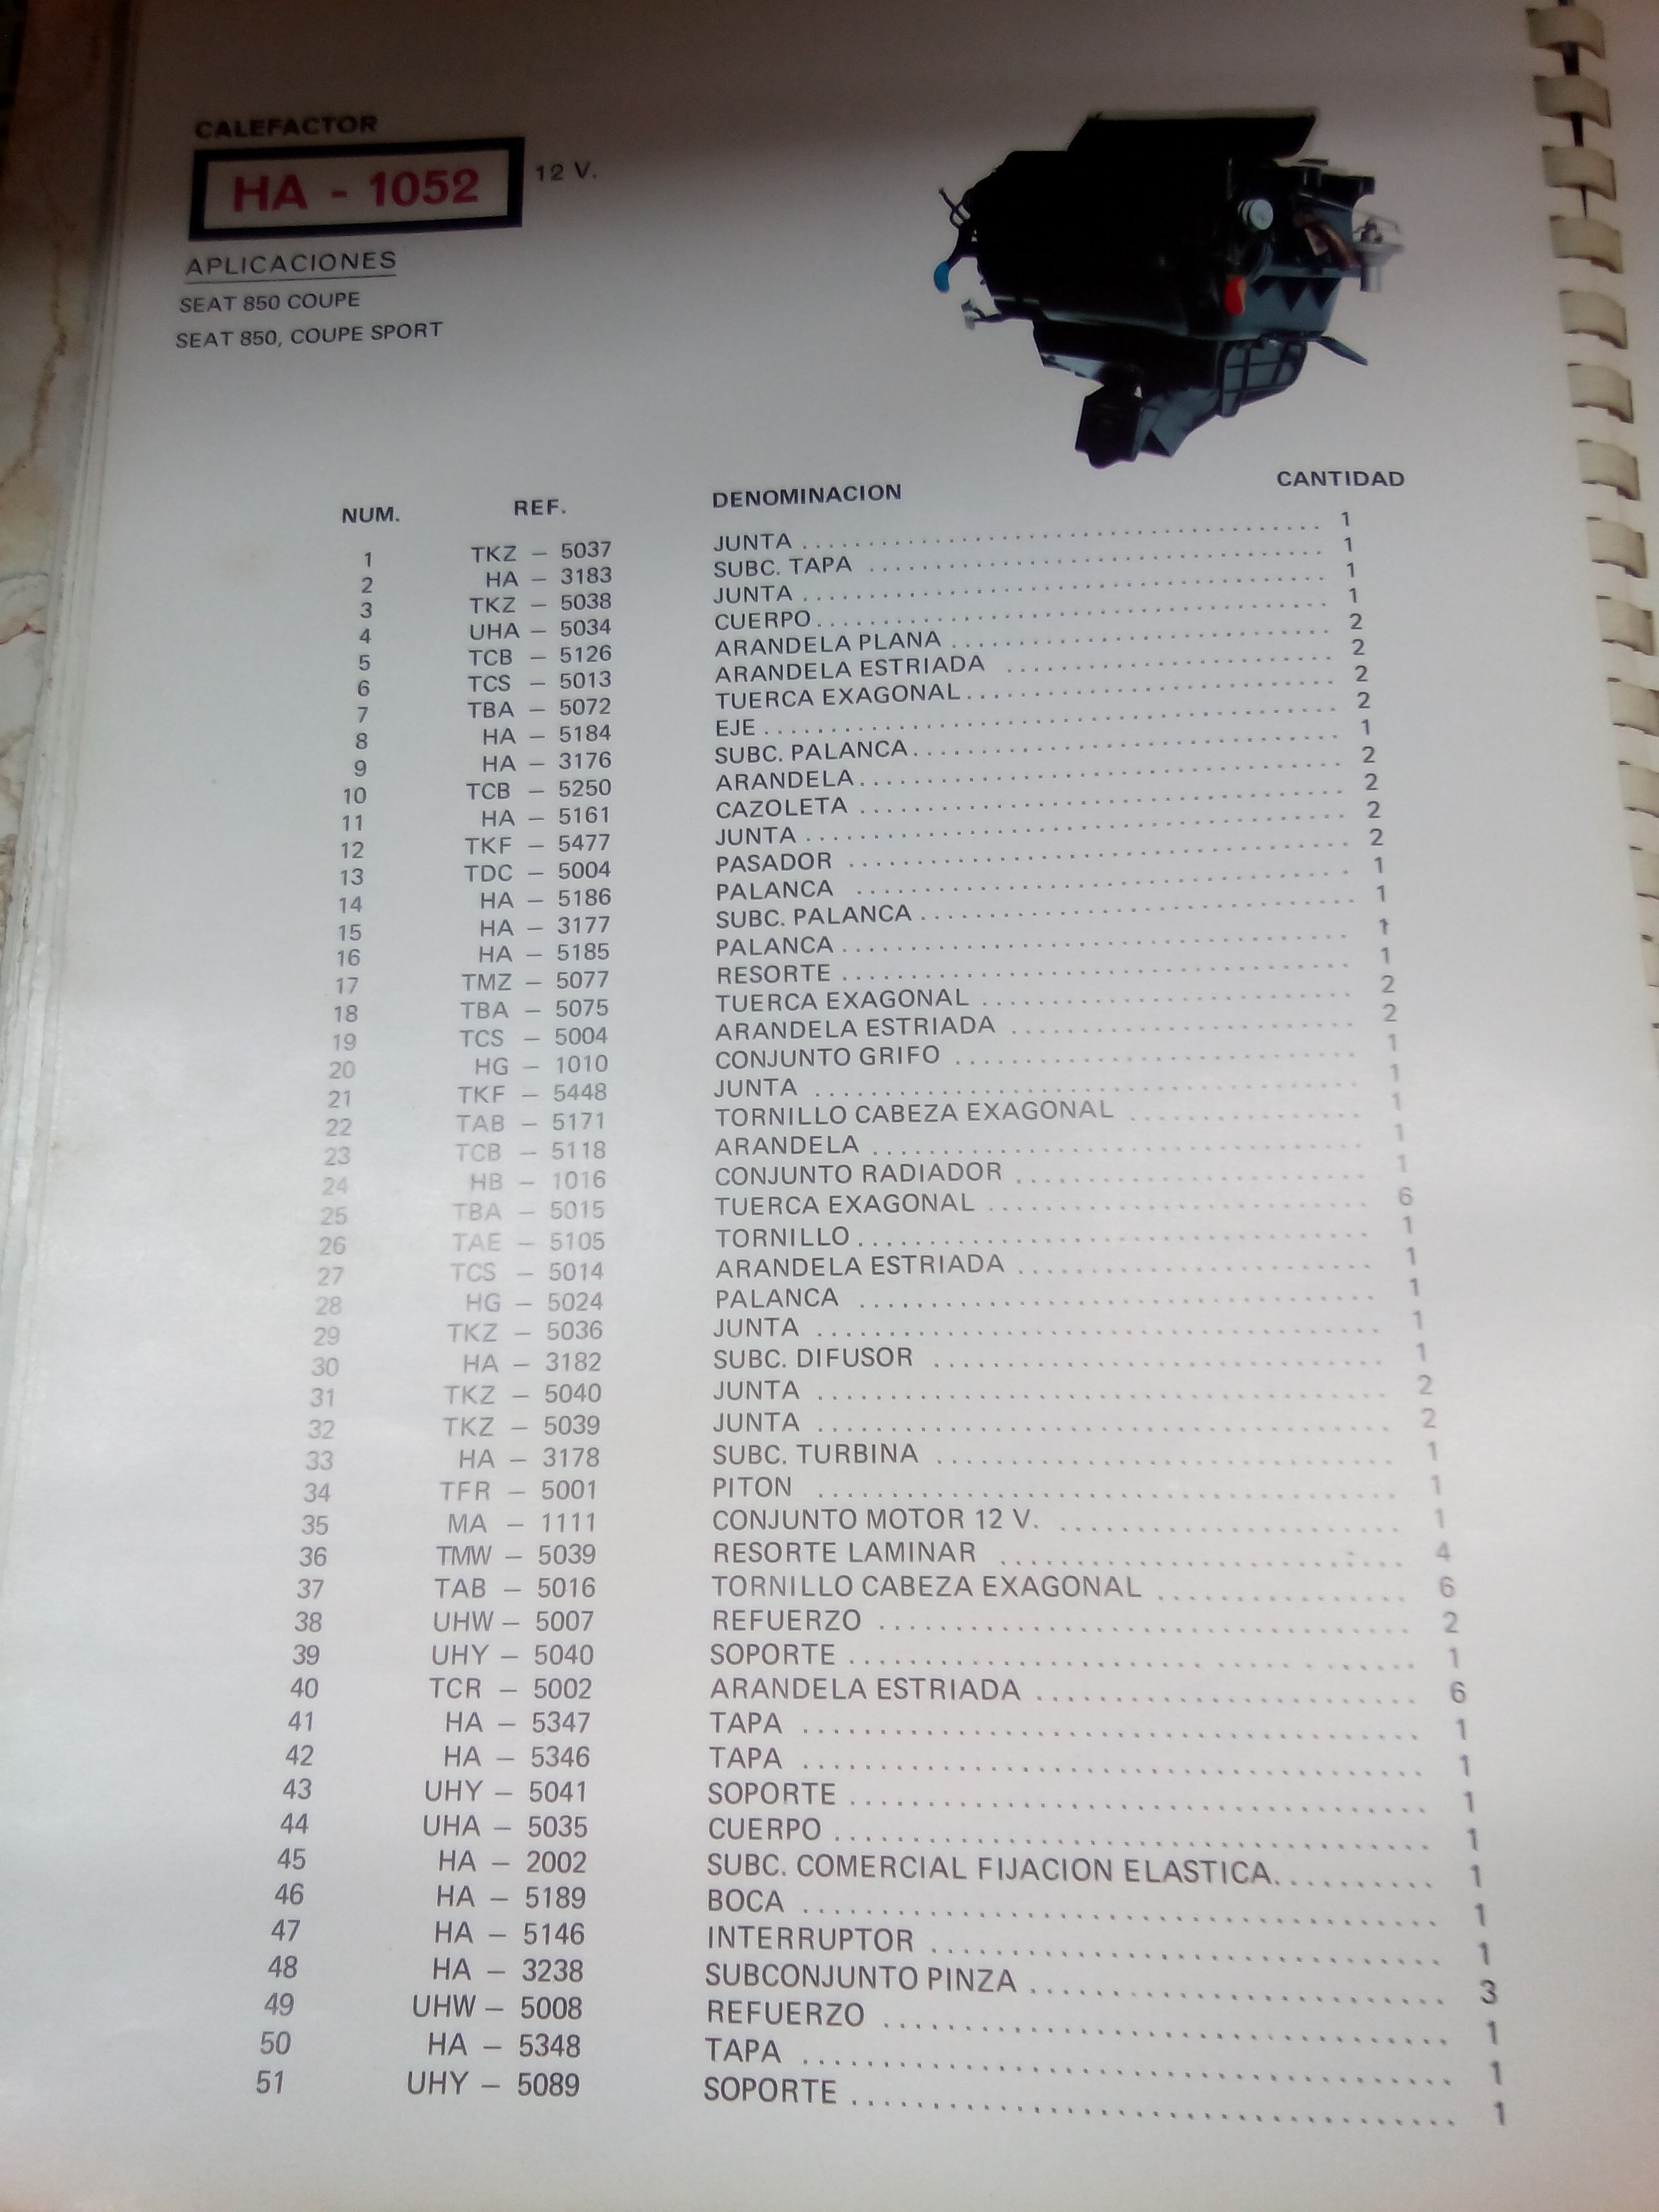 CALEFACTOR
HA - 1052 12 V.
APLICACIONES
SEAT 850 COUPE
SEAT 850, COUPE SPORT
NUM. REF. DENOMINACION CANTIDAD
1 TKZ – 5037 JUNTA 1
2 HA – 3183 SUBC. TAPA 1
3 TKZ – 5038 JUNTA 1
4 UHA – 5034 CUERPO 1
5 TCB – 5126 ARANDELA PLANA 2
6 TCS – 5013 ARANDELA ESTRIADA 2
7 TBA – 5072 TUERCA EXAGONAL 2
8 HA – 5184 EJE 2
9 HA – 3176 SUBC. PALANCA 1
10 TCB – 5250 ARANDELA 2
11 HA – 5161 CAZOLETA 2
12 TKF – 5477 JUNTA 2
13 TDC – 5004 PASADOR 2
14 HA – 5186 PALANCA 1
15 HA – 3177 SUBC. PALANCA 1
16 HA – 5185 PALANCA 1
17 TMZ – 5077 RESORTE 1
18 TBA – 5075 TUERCA EXAGONAL 2
19 TCS – 5004 ARANDELA ESTRIADA 2
20 HG – 1010 CONJUNTO GRIFO 1
21 TKF – 5448 JUNTA 1
22 TAB – 5171 TORNILLO CABEZA EXAGONAL 1
23 TCB – 5118 ARANDELA 1
24 HB – 1016 CONJUNTO RADIADOR 1
25 TBA – 5015 TUERCA EXAGONAL 6
26 TAE – 5105 TORNILLO 1
27 TCS – 5014 ARANDELA ESTRIADA 1
28 HG – 5024 PALANCA 1
29 TKZ – 5036 JUNTA 1
30 HA – 3182 SUBC. DIFUSOR 1
31 TKZ – 5040 JUNTA 2
32 TKZ – 5039 JUNTA 2
33 HA – 3178 SUBC. TURBINA 1
34 TFR – 5001 PITON 1
35 MA – 1111 CONJUNTO MOTOR 12 V. 1
36 TMW – 5039 RESORTE LAMINAR 4
37 TAB – 5016 TORNILLO CABEZA EXAGONAL 6
38 UHW – 5007 REFUERZO 2
39 UHY – 5040 SOPORTE 1
40 TCR – 5002 ARANDELA ESTRIADA 6
41 HA – 5347 TAPA 1
42 HA – 5346 TAPA 1
43 UHY – 5041 SOPORTE 1
44 UHA – 5035 CUERPO 1
45 HA – 2002 SUBC. COMERCIAL FIJACION ELASTICA 1
46 HA – 5189 BOCA 1
47 HA – 5146 INTERRUPTOR 1
48 HA – 3238 SUBCONJUNTO PINZA 3
49 UHW – 5008 REFUERZO 1
50 HA – 5348 TAPA 1
51 UHY – 5089 SOPORTE 1